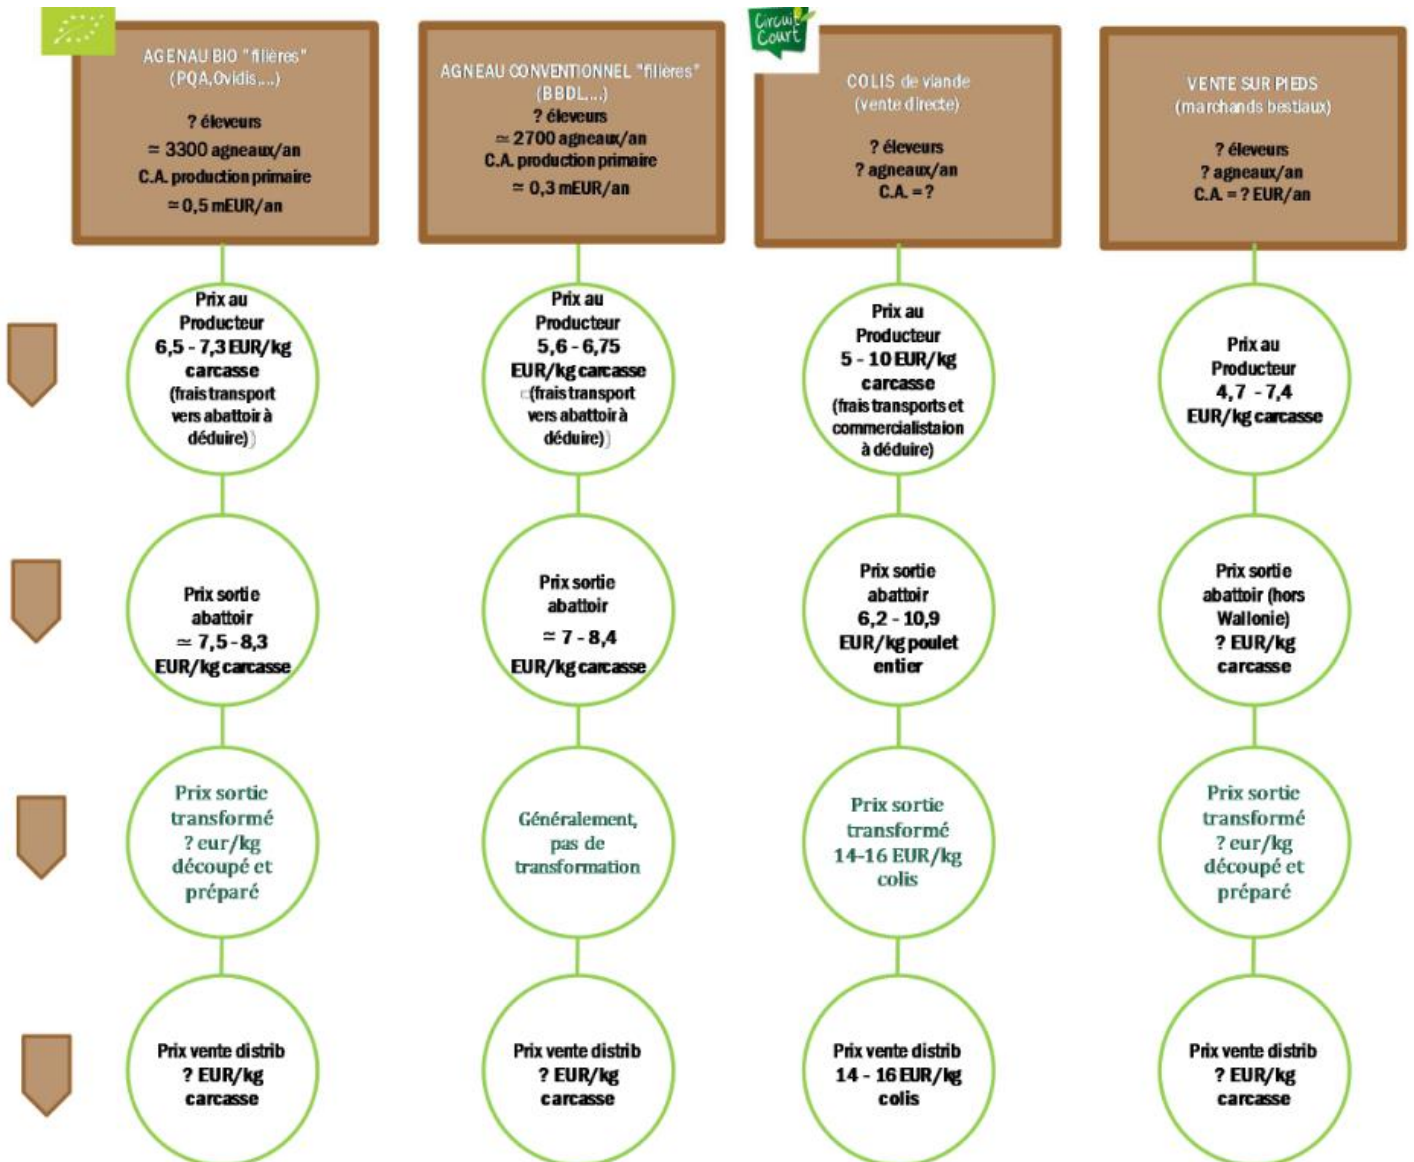 AGENAU BIO "filières"
(PQA,Ovidis,...)
? éleveurs
≃ 3300 agneaux/an
C.A. production primaire
≃ 0,5 mEUR/an
AGNEAU CONVENTIONNEL "filières"
(BBDL,...)
? éleveurs
≃ 2700 agneaux/an
C.A. production primaire
≃ 0,3 mEUR/an
Circuit
Court
COLIS de viande
(vente directe)
? éleveurs
? agneaux/an
C.A. = ?
VENTE SUR PIEDS
(marchands bestiaux)
? éleveurs
? agneaux/an
C.A. = ? EUR/an
Prix au
Producteur
6,5 - 7,3 EUR/kg
carcasse
(frais transport
vers abattoir à
déduire))
Prix au
Producteur
5,6 - 6,75
EUR/kg carcasse
(frais transport
vers abattoir à
déduire))
Prix au
Producteur
5 - 10 EUR/kg
carcasse
(frais transports et
commercialistaion
à déduire)
Prix au
Producteur
4,7 - 7,4
EUR/kg carcasse
Prix sortie
abattoir
≃ 7,5 - 8,3
EUR/kg carcasse
Prix sortie
abattoir
≃ 7 - 8,4
EUR/kg carcasse
Prix sortie
abattoir
6,2 - 10,9
EUR/kg poulet
entier
Prix sortie
abattoir (hors
Wallonie)
? EUR/kg
carcasse
Prix sortie
transformé
? eur/kg
découpé et
préparé
Généralement,
pas de
transformation
Prix sortie
transformé
14-16 EUR/kg
colis
Prix sortie
transformé
? eur/kg
découpé et
préparé
Prix vente distrib
? EUR/kg
carcasse
Prix vente distrib
? EUR/kg
carcasse
Prix vente distrib
14 - 16 EUR/kg
colis
Prix vente distrib
? EUR/kg
carcasse